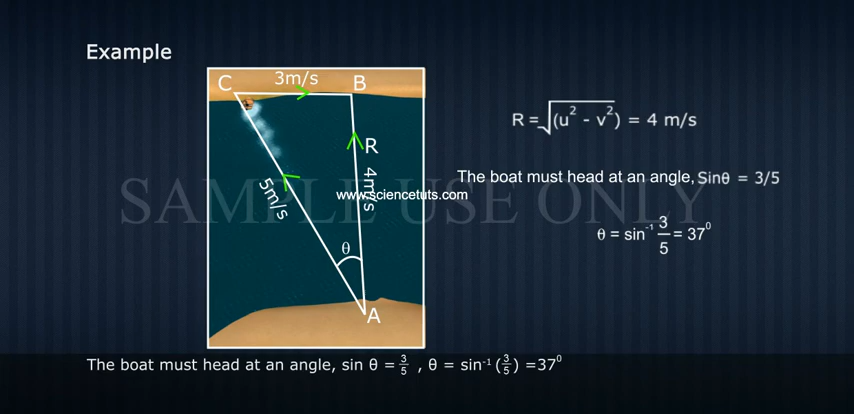 Example
C 3m/s B
R
5m/s
4m/s
θ
A
R = √(u² - v²) = 4 m/s
The boat must head at an angle, Sinθ = 3/5
www.sciencetuts.com
SAMPLE USE ONLY
θ = sin⁻¹ 3/5 = 37⁰
The boat must head at an angle, sin θ = 3/5 , θ = sin⁻¹ (3/5) =37⁰